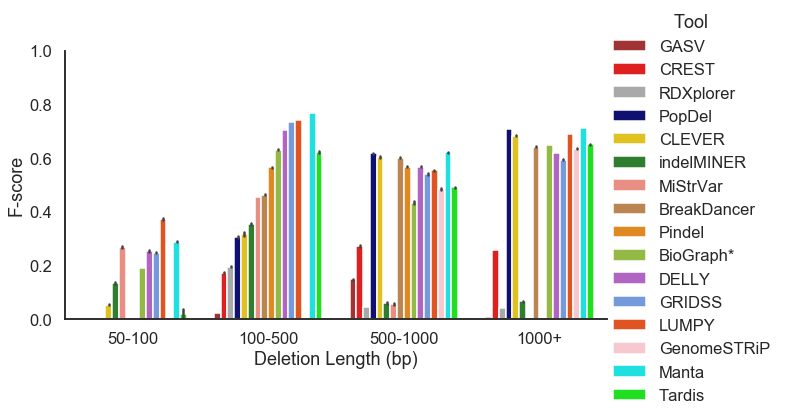 Tool
GASV
CREST
RDXplorer
PopDel
CLEVER
indelMINER
MiStrVar
BreakDancer
Pindel
BioGraph*
DELLY
GRIDSS
LUMPY
GenomeSTRiP
Manta
Tardis
F-score
1.0
0.8
0.6
0.4
0.2
0.0
50-100 100-500 500-1000 1000+
Deletion Length (bp)